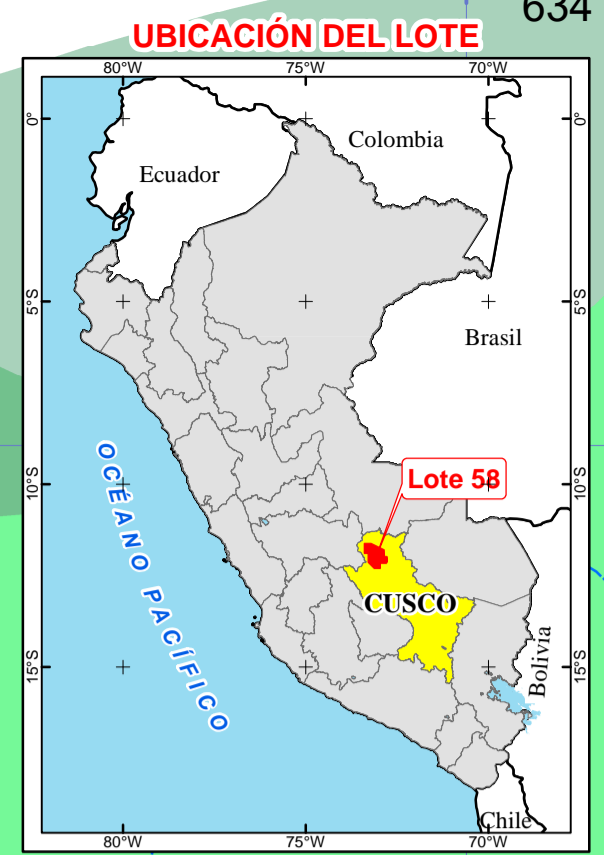 634
UBICACIÓN DEL LOTE
80°W 75°W 70°W
0° 0°
Colombia
Ecuador
5°S 5°S
Brasil
Lote 58
10°S 10°S
OCÉANO PACÍFICO
CUSCO
Bolivia
15°S 15°S
Chile
80°W 75°W 70°W